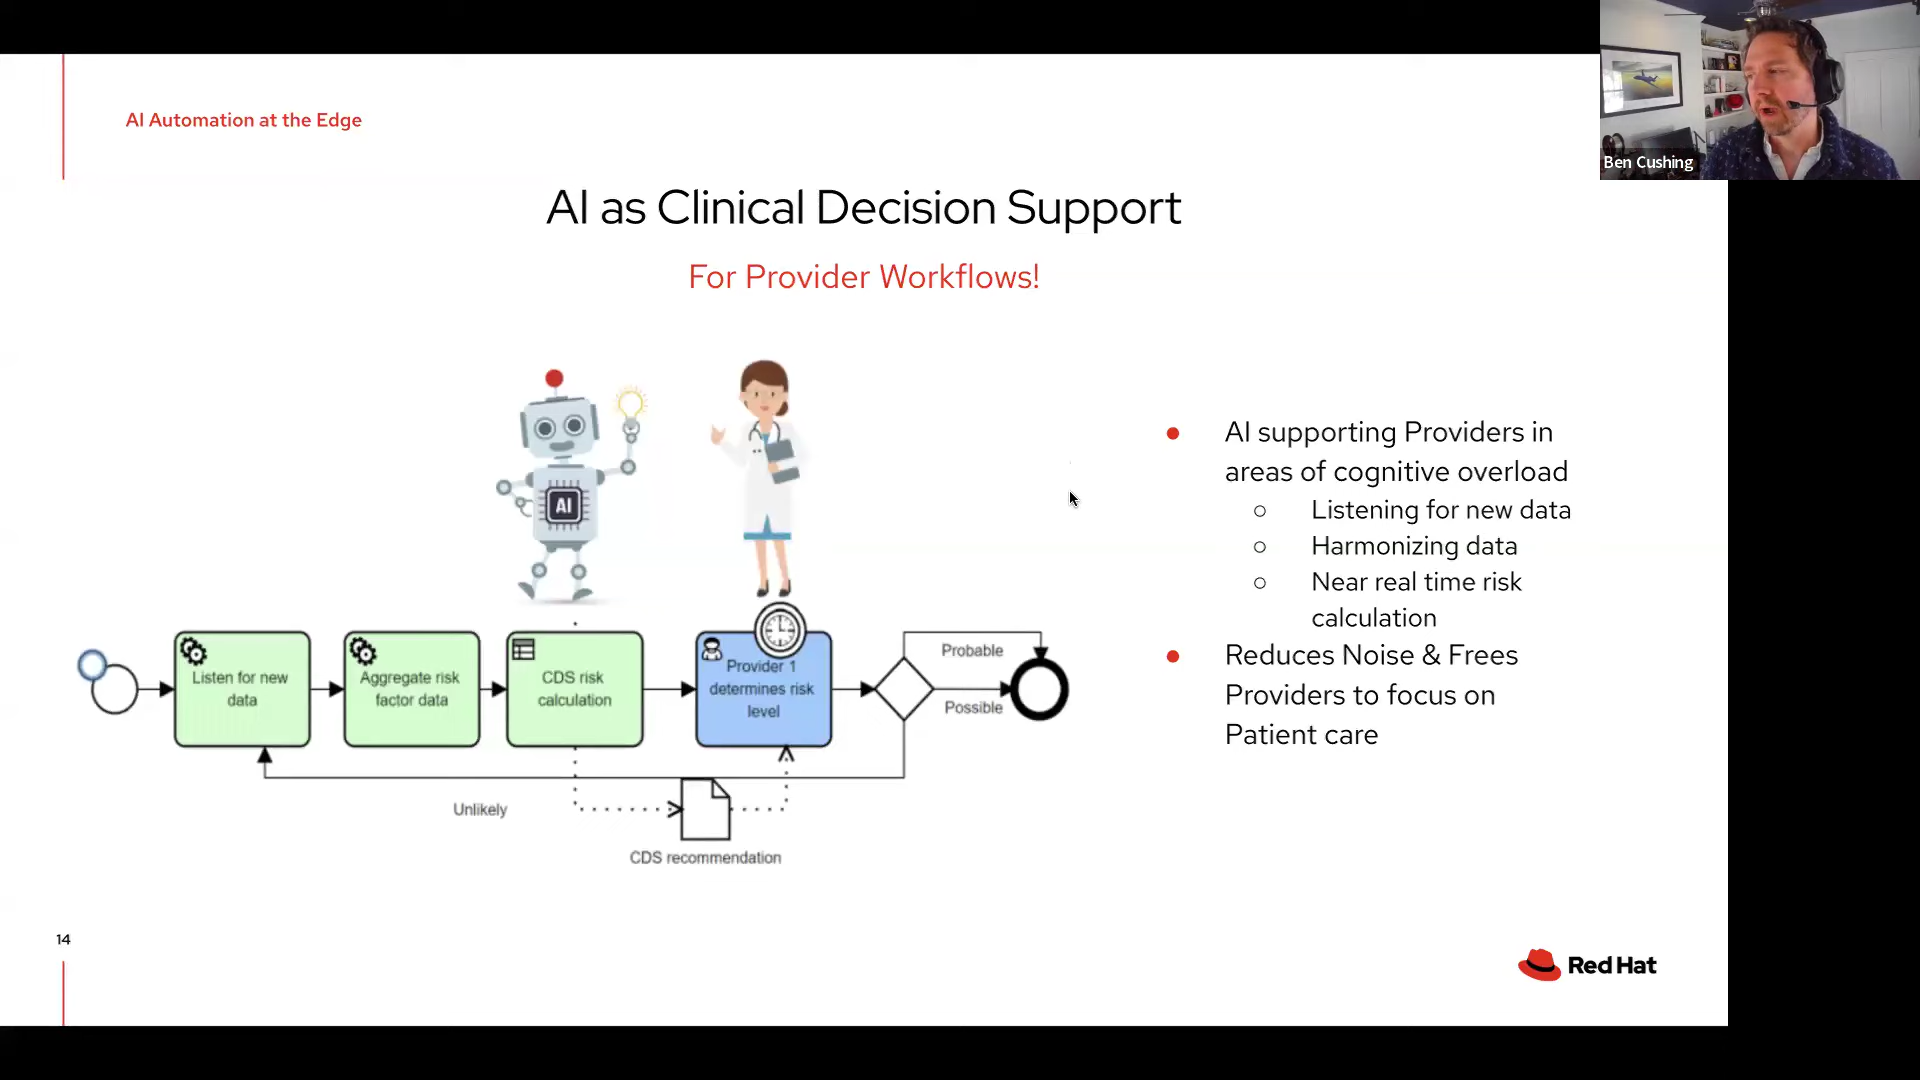 Ben Cushing
AI Automation at the Edge
AI as Clinical Decision Support
For Provider Workflows!
AI
Listen for new
data
Aggregate risk
factor data
CDS risk
calculation
Provider 1
determines risk
level
Probable
Possible
Unlikely
CDS recommendation
AI supporting Providers in
areas of cognitive overload
Listening for new data
Harmonizing data
Near real time risk
calculation
Reduces Noise & Frees
Providers to focus on
Patient care
14
Red Hat